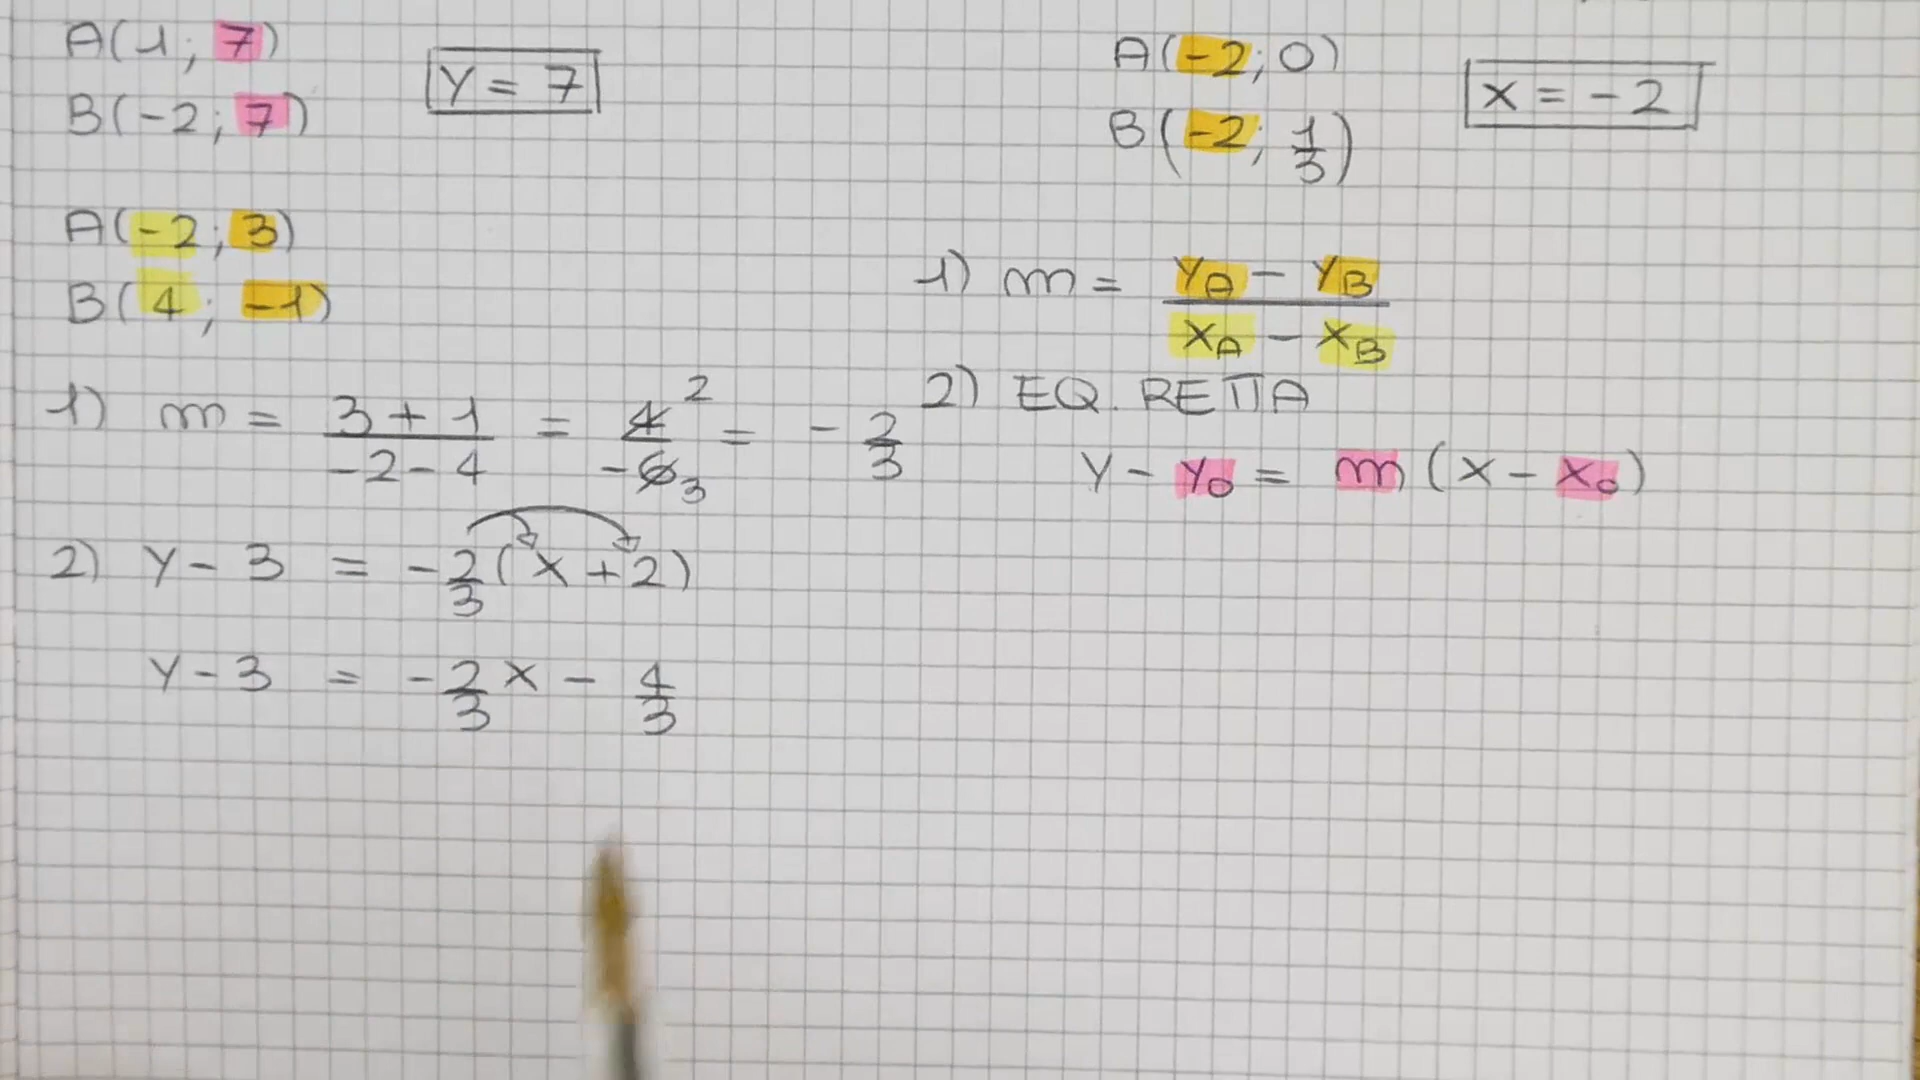 A(1; 7)
B(-2; 7)
y = 7
A(-2; 0)
B(-2; 1/3)
x = -2
A(-2; 3)
B(4; -1)
1) m = (yA - yB)/(xA - xB)
2) EQ. RETTA
y - y0 = m (x - x0)
1) m = (3 + 1)/(-2 - 4) = 4 2/-6 3 = - 2/3
2) y - 3 = - 2/3 (x + 2)
y - 3 = - 2/3 x - 4/3